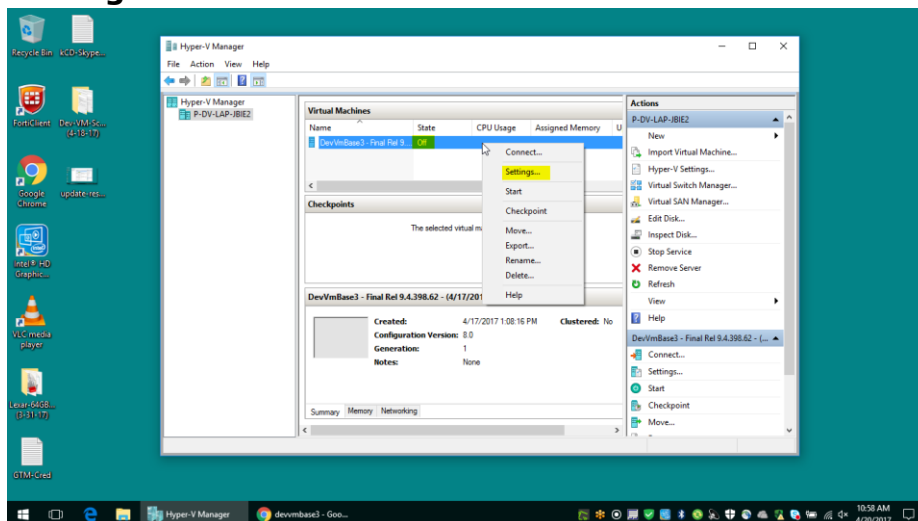 Recycle Bin
kCD-Skype...
FortiClient
Dev-VM-Sc...
(4-18-17)
Google
Chrome
update-res...
Intel® HD
Graphic...
VLC media
player
Lexar-64GB...
(3-31-17)
GTM-Cred
Hyper-V Manager
File Action View Help
Hyper-V Manager
P-DV-LAP-JBIE2
Virtual Machines
Name State CPU Usage Assigned Memory U
DevVmBase3 - Final Rel 9... Off
Connect...
Settings...
Start
Checkpoint
Move...
Export...
Rename...
Delete...
Help
Checkpoints
The selected virtual m
DevVmBase3 - Final Rel 9.4.398.62 - (4/17/201
Created: 4/17/2017 1:08:16 PM Clustered: No
Configuration Version: 8.0
Generation: 1
Notes: None
Summary Memory Networking
Actions
P-DV-LAP-JBIE2
New
Import Virtual Machine...
Hyper-V Settings...
Virtual Switch Manager...
Virtual SAN Manager...
Edit Disk...
Inspect Disk...
Stop Service
Remove Server
Refresh
View
Help
DevVmBase3 - Final Rel 9.4.398.62 - (...
Connect...
Settings...
Start
Checkpoint
Move...
Hyper-V Manager
devvmbase3 - Goo...
10:58 AM
4/20/2017